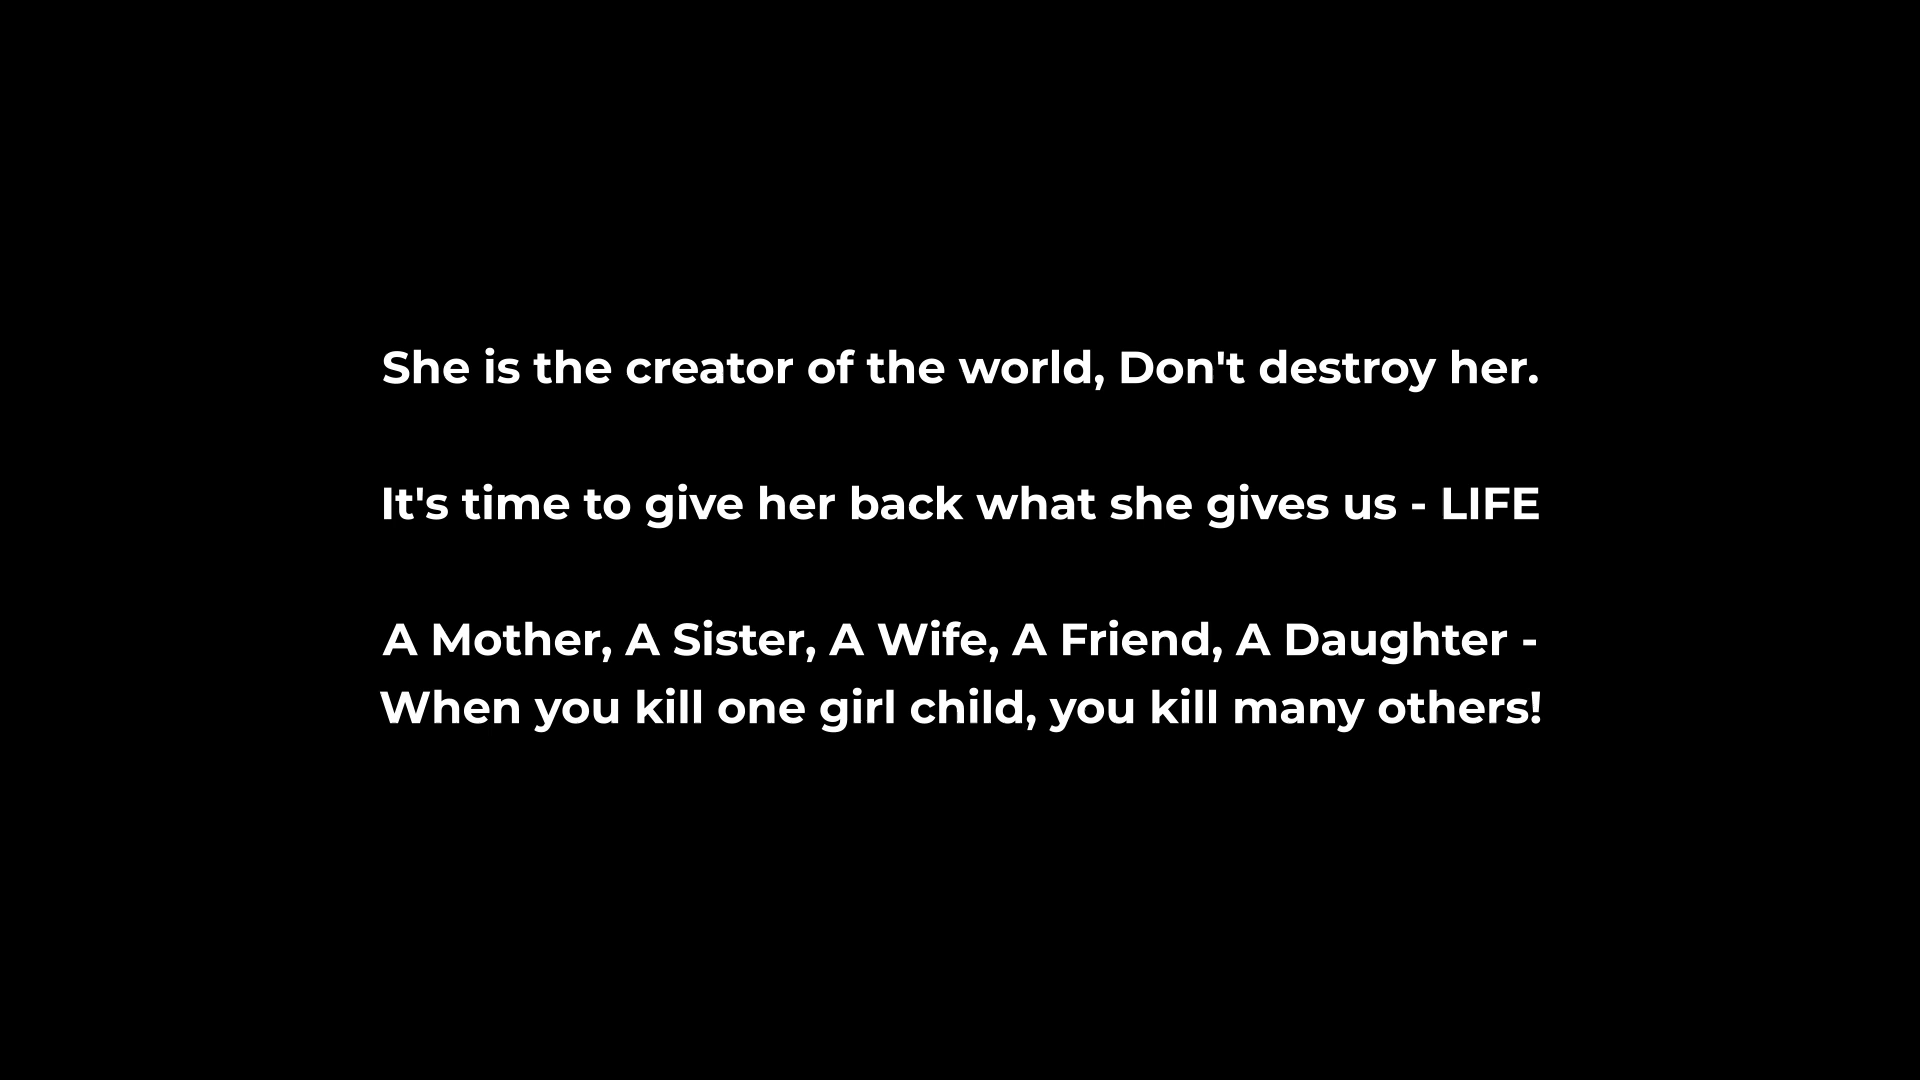 She is the creator of the world, Don't destroy her.
It's time to give her back what she gives us - LIFE
A Mother, A Sister, A Wife, A Friend, A Daughter -
When you kill one girl child, you kill many others!